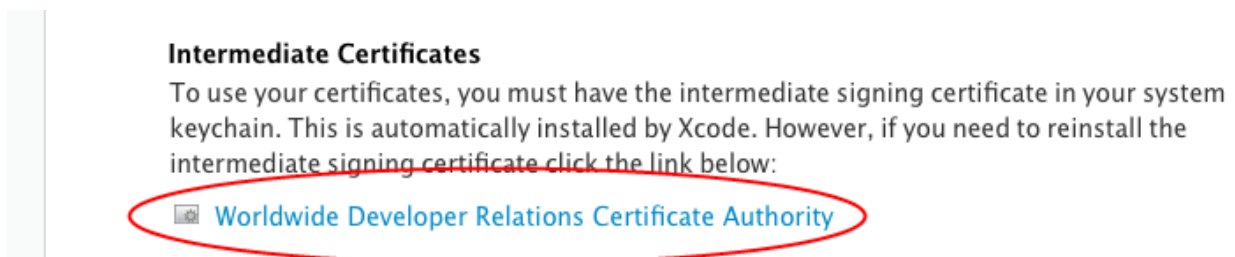 Intermediate Certificates
To use your certificates, you must have the intermediate signing certificate in your system
keychain. This is automatically installed by Xcode. However, if you need to reinstall the
intermediate signing certificate click the link below:
Worldwide Developer Relations Certificate Authority